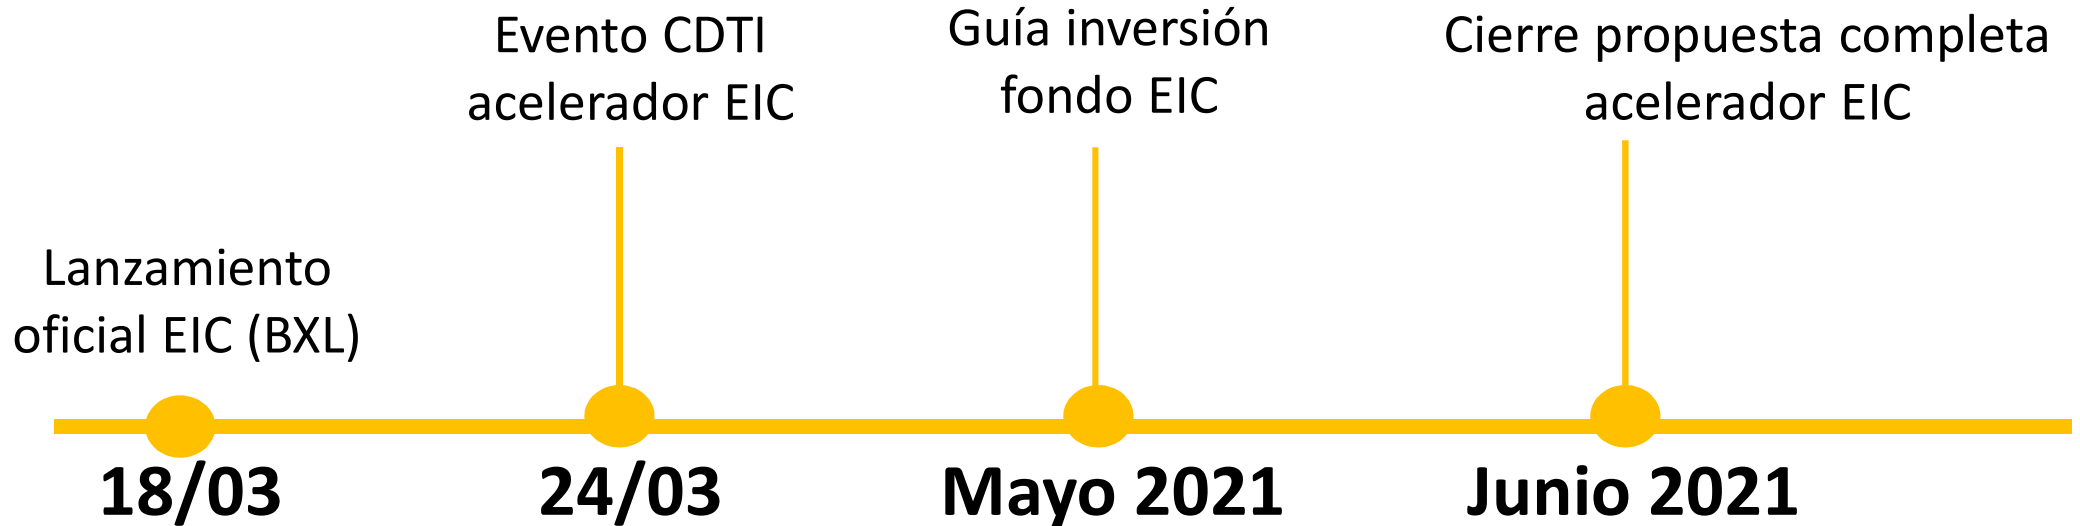 Lanzamiento
oficial EIC (BXL)
18/03
Evento CDTI
acelerador EIC
24/03
Guía inversión
fondo EIC
Mayo 2021
Cierre propuesta completa
acelerador EIC
Junio 2021